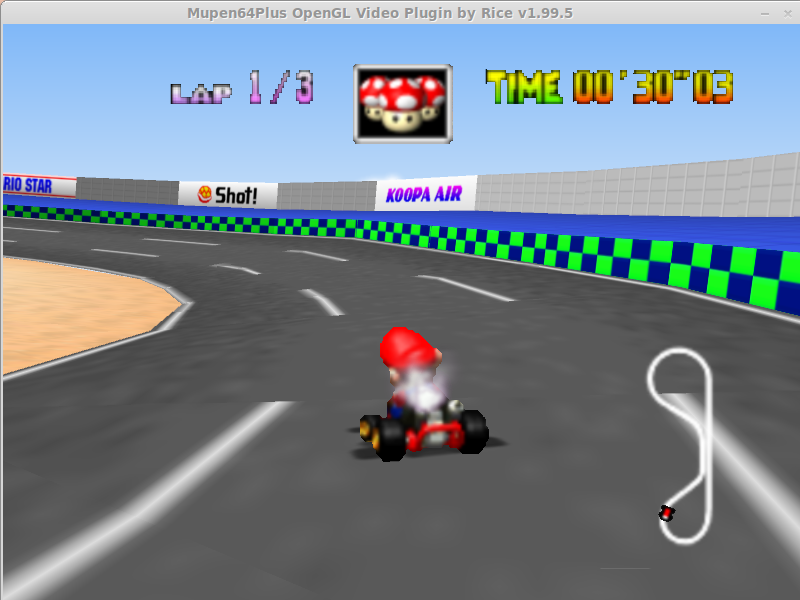 Mupen64Plus OpenGL Video Plugin by Rice v1.99.5
LAP 1/3
TIME 00'30"03
RIO STAR
Shot!
KOOPA AIR